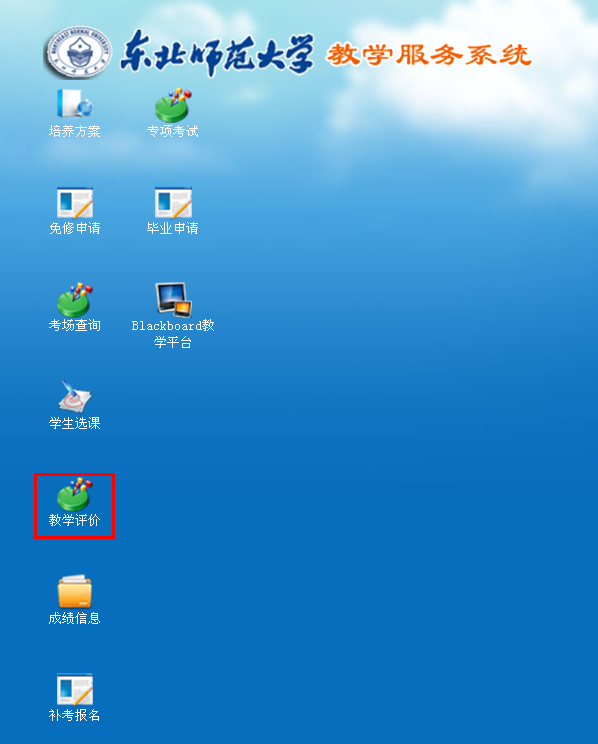 东北师范大学 教学服务系统
NORTHEAST NORMAL UNIVERSITY
培养方案 专项考试
免修申请 毕业申请
考场查询 Blackboard教
学平台
学生选课
教学评价
成绩信息
补考报名